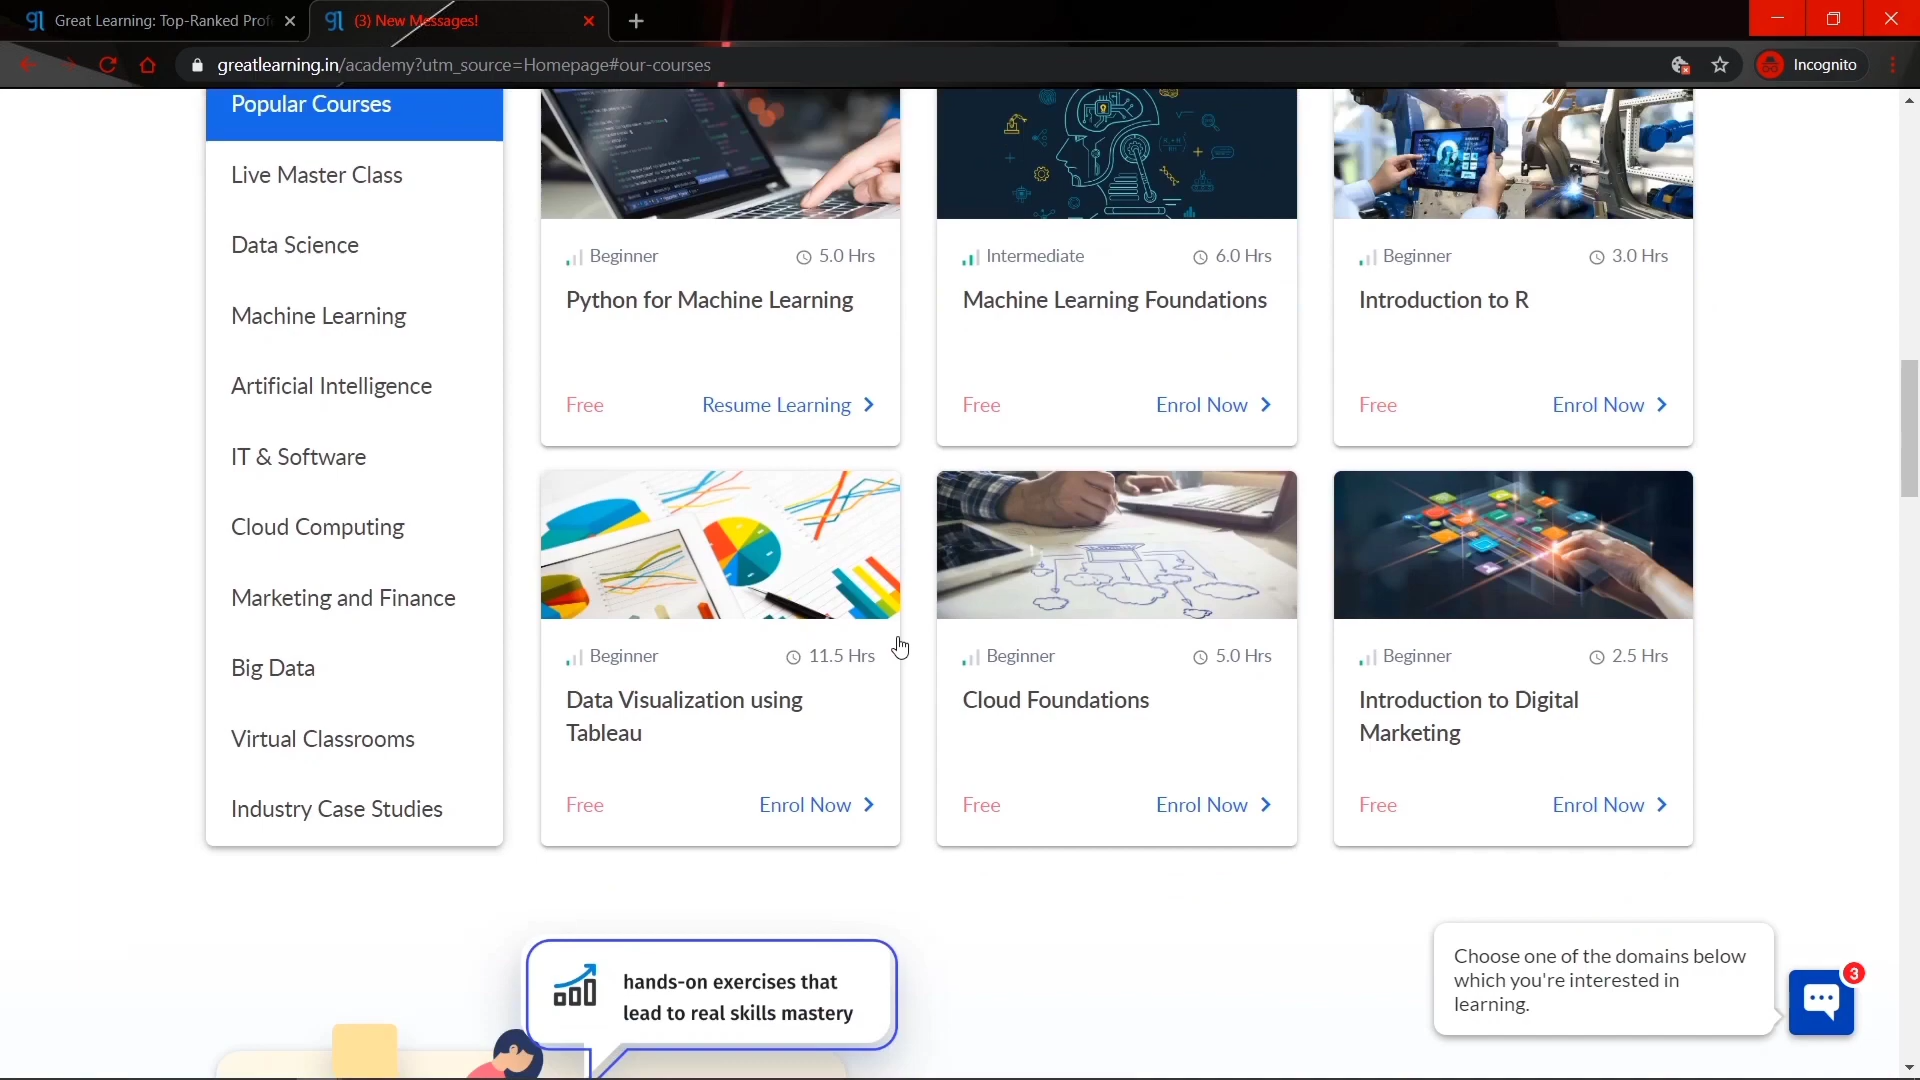 Great Learning: Top-Ranked Prof
(3) New Messages!
greatlearning.in/academy?utm_source=Homepage#our-courses
Incognito
Popular Courses
Live Master Class
Data Science
Machine Learning
Artificial Intelligence
IT & Software
Cloud Computing
Marketing and Finance
Big Data
Virtual Classrooms
Industry Case Studies
Beginner 5.0 Hrs
Python for Machine Learning
Free Resume Learning
Intermediate 6.0 Hrs
Machine Learning Foundations
Free Enrol Now
Beginner 3.0 Hrs
Introduction to R
Free Enrol Now
Beginner 11.5 Hrs
Data Visualization using
Tableau
Free Enrol Now
Beginner 5.0 Hrs
Cloud Foundations
Free Enrol Now
Beginner 2.5 Hrs
Introduction to Digital
Marketing
Free Enrol Now
hands-on exercises that
lead to real skills mastery
Choose one of the domains below
which you're interested in
learning.
3